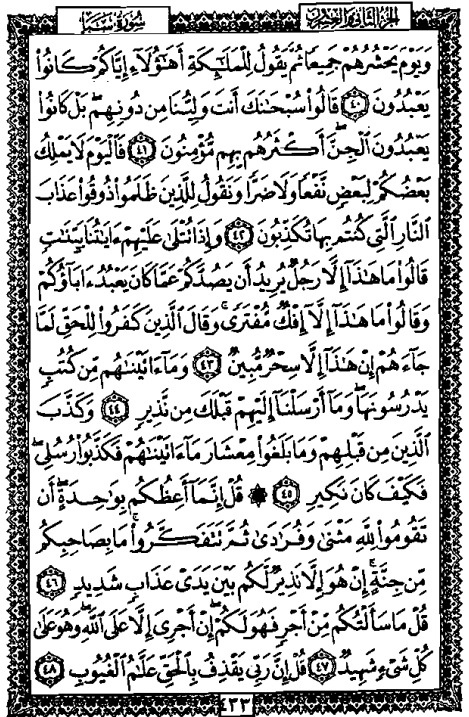 سُورَةُ سَبَإٍ الجزء الثاني والعشرون
وَيَوْمَ يَحْشُرُهُمْ جَمِيعًا ثُمَّ يَقُولُ لِلْمَلَٰٓئِكَةِ أَهَٰٓؤُلَآءِ إِيَّاكُمْ كَانُوا۟
يَعْبُدُونَ ٤٠ قَالُوا۟ سُبْحَٰنَكَ أَنتَ وَلِيُّنَا مِن دُونِهِم ۖ بَلْ كَانُوا۟
يَعْبُدُونَ ٱلْجِنَّ ۖ أَكْثَرُهُم بِهِم مُّؤْمِنُونَ ٤١ فَٱلْيَوْمَ لَا يَمْلِكُ
بَعْضُكُمْ لِبَعْضٍ نَّفْعًا وَلَا ضَرًّا وَنَقُولُ لِلَّذِينَ ظَلَمُوا۟ ذُوقُوا۟ عَذَابَ
ٱلنَّارِ ٱلَّتِى كُنتُم بِهَا تُكَذِّبُونَ ٤٢ وَإِذَا تُتْلَىٰ عَلَيْهِمْ ءَايَٰتُنَا بَيِّنَٰتٍ
قَالُوا۟ مَا هَٰذَآ إِلَّا رَجُلٌ يُرِيدُ أَن يَصُدَّكُمْ عَمَّا كَانَ يَعْبُدُ ءَابَآؤُكُمْ
وَقَالُوا۟ مَا هَٰذَآ إِلَّآ إِفْكٌ مُّفْتَرًى ۚ وَقَالَ ٱلَّذِينَ كَفَرُوا۟ لِلْحَقِّ لَمَّا
جَآءَهُمْ إِنْ هَٰذَآ إِلَّا سِحْرٌ مُّبِينٌ ٤٣ وَمَآ ءَاتَيْنَٰهُم مِّن كُتُبٍ
يَدْرُسُونَهَا ۖ وَمَآ أَرْسَلْنَآ إِلَيْهِمْ قَبْلَكَ مِن نَّذِيرٍ ٤٤ وَكَذَّبَ
ٱلَّذِينَ مِن قَبْلِهِمْ وَمَا بَلَغُوا۟ مِعْشَارَ مَآ ءَاتَيْنَٰهُمْ فَكَذَّبُوا۟ رُسُلِى ۖ
فَكَيْفَ كَانَ نَكِيرِ ٤٥ ۞ قُلْ إِنَّمَآ أَعِظُكُم بِوَٰحِدَةٍ ۖ أَن
تَقُومُوا۟ لِلَّهِ مَثْنَىٰ وَفُرَٰدَىٰ ثُمَّ تَتَفَكَّرُوا۟ ۚ مَا بِصَاحِبِكُم
مِّن جِنَّةٍ ۚ إِنْ هُوَ إِلَّا نَذِيرٌ لَّكُم بَيْنَ يَدَىْ عَذَابٍ شَدِيدٍ ٤٦
قُلْ مَا سَأَلْتُكُم مِّنْ أَجْرٍ فَهُوَ لَكُمْ ۖ إِنْ أَجْرِىَ إِلَّا عَلَى ٱللَّهِ ۖ وَهُوَ عَلَىٰ
كُلِّ شَىْءٍ شَهِيدٌ ٤٧ قُلْ إِنَّ رَبِّى يَقْذِفُ بِٱلْحَقِّ عَلَّٰمُ ٱلْغُيُوبِ ٤٨
٤٣٣